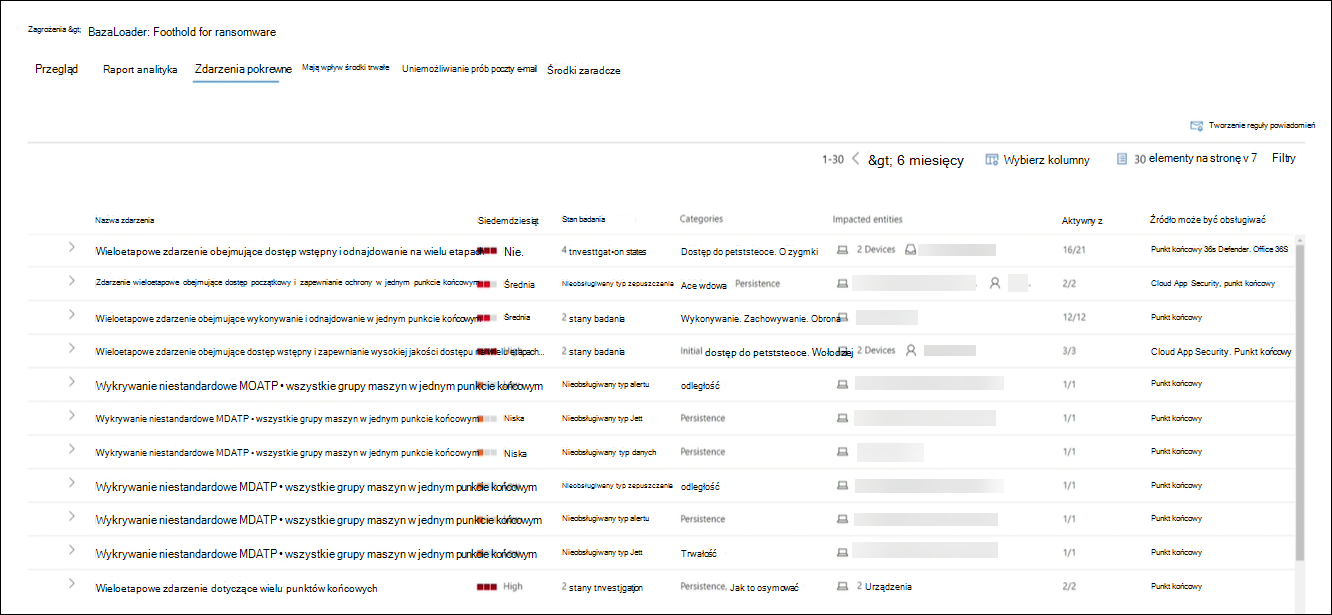 Zagrożenia &gt; BazaLoader: Foothold for ransomware
Przegląd Raport analityka Zdarzenia pokrewne Mają wpływ środki trwałe Uniemożliwianie prób poczty e-mail Środki zaradcze
Tworzenie reguły powiadomień
1-30 &gt; 6 miesięcy Wybierz kolumny 30 elementy na stronę v 7 Filtry
Nazwa zdarzenia Siedemdziesiąt Stan badania Categories Impacted entities Aktywny z Źródło może być obsługiwać
Wieloetapowe zdarzenie obejmujące dostęp wstępny i odnajdowanie na wielu etapach Nie. 4 tnvesttgat•on states Dostęp do petststeoce. O zygmki 2 Devices 16/21 Punkt końcowy 36s Defender. Office 36S
Zdarzenie wieloetapowe obejmujące dostęp początkowy i zapewnianie ochrony w jednym punkcie końcowym Średnia Nieobsługiwany typ zepuszczenie Ace wdowa Persistence 2/2 Cloud App Security, punkt końcowy
Wieloetapowe zdarzenie obejmujące wykonywanie i odnajdowanie w jednym punkcie końcowym Średnia 2 stany badania Wykonywanie. Zachowywanie. Obrona 12/12 Punkt końcowy
Wieloetapowe zdarzenie obejmujące dostęp wstępny i zapewnianie wysokiej jakości dostępu na wielu etapach... 2 stany badania Initial dostęp do petststeoce. Wołodziej 2 Devices 3/3 Cloud App Security. Punkt końcowy
Wykrywanie niestandardowe MOATP • wszystkie grupy maszyn w jednym punkcie końcowym Nieobsługiwany typ alertu odległość 1/1 Punkt końcowy
Wykrywanie niestandardowe MDATP • wszystkie grupy maszyn w jednym punkcie końcowym Niska Nieobsługiwany typ Jett Persistence 1/1 Punkt końcowy
Wykrywanie niestandardowe MDATP • wszystkie grupy maszyn w jednym punkcie końcowym Niska Nieobsługiwany typ danych Persistence 1/1 Punkt końcowy
Wykrywanie niestandardowe MDATP • wszystkie grupy maszyn w jednym punkcie końcowym Nieobsługiwany typ zepuszczenie odległość 1/1 Punkt końcowy
Wykrywanie niestandardowe MDATP • wszystkie grupy maszyn w jednym punkcie końcowym Nieobsługiwany typ alertu Persistence 1/1 Punkt końcowy
Wykrywanie niestandardowe MDATP • wszystkie grupy maszyn w jednym punkcie końcowym Nieobsługiwany typ Jett Trwałość 1/1 Punkt końcowy
Wieloetapowe zdarzenie dotyczące wielu punktów końcowych High 2 stany tnvestjgatjon Persistence, Jak to osymować 2 Urządzenia 2/2 Punkt końcowy